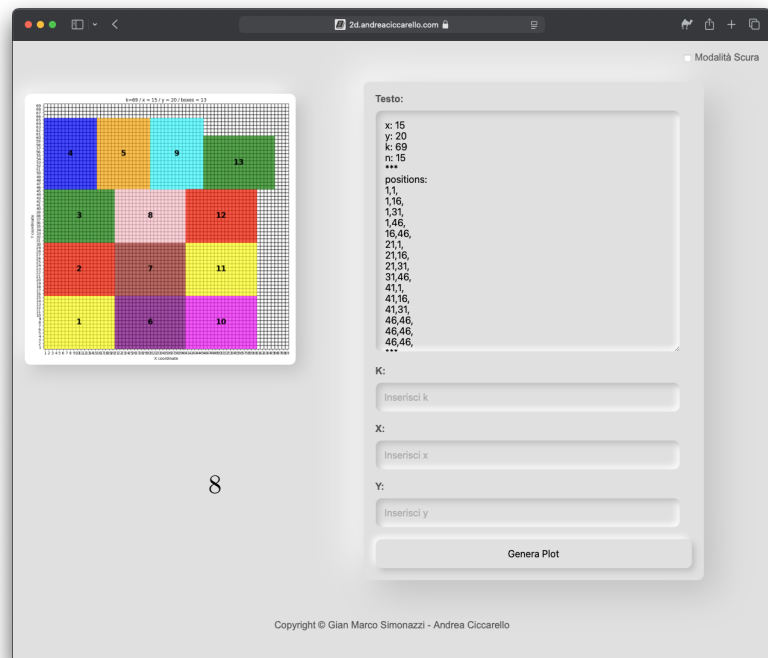 2d.andreaciccarello.com
Modalità Scura
k=69 / x = 15 / y = 20 / boxes = 13
4
5
9
13
3
8
12
2
7
11
1
6
10
Y coordinate
X coordinate
Testo:
x: 15
y: 20
k: 69
n: 15
***
positions:
1,1,
1,16,
1,31,
1,46,
16,46,
21,1,
21,16,
21,31,
31,46,
41,1,
41,16,
41,31,
46,46,
46,46,
46,46,
***
K:
Inserisci k
X:
Inserisci x
Y:
Inserisci y
Genera Plot
8
Copyright © Gian Marco Simonazzi - Andrea Ciccarello